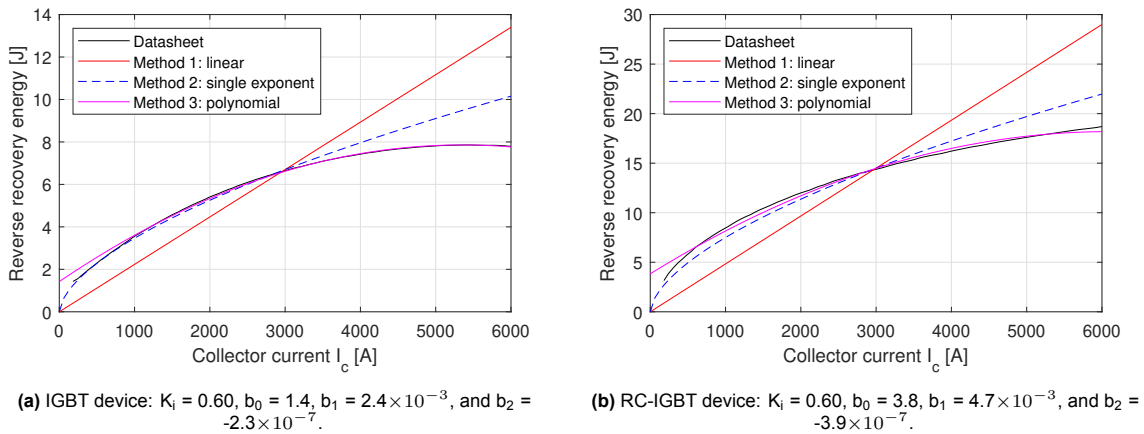 14
12
10
8
6
4
2
0
Reverse recovery energy [J]
Datasheet
Method 1: linear
Method 2: single exponent
Method 3: polynomial
0 1000 2000 3000 4000 5000 6000
Collector current I_c [A]
(a) IGBT device: K_i = 0.60, b_0 = 1.4, b_1 = 2.4×10^{-3}, and b_2 =
-2.3×10^{-7}.
30
25
20
15
10
5
0
Reverse recovery energy [J]
Datasheet
Method 1: linear
Method 2: single exponent
Method 3: polynomial
0 1000 2000 3000 4000 5000 6000
Collector current I_c [A]
(b) RC-IGBT device: K_i = 0.60, b_0 = 3.8, b_1 = 4.7×10^{-3}, and b_2 =
-3.9×10^{-7}.